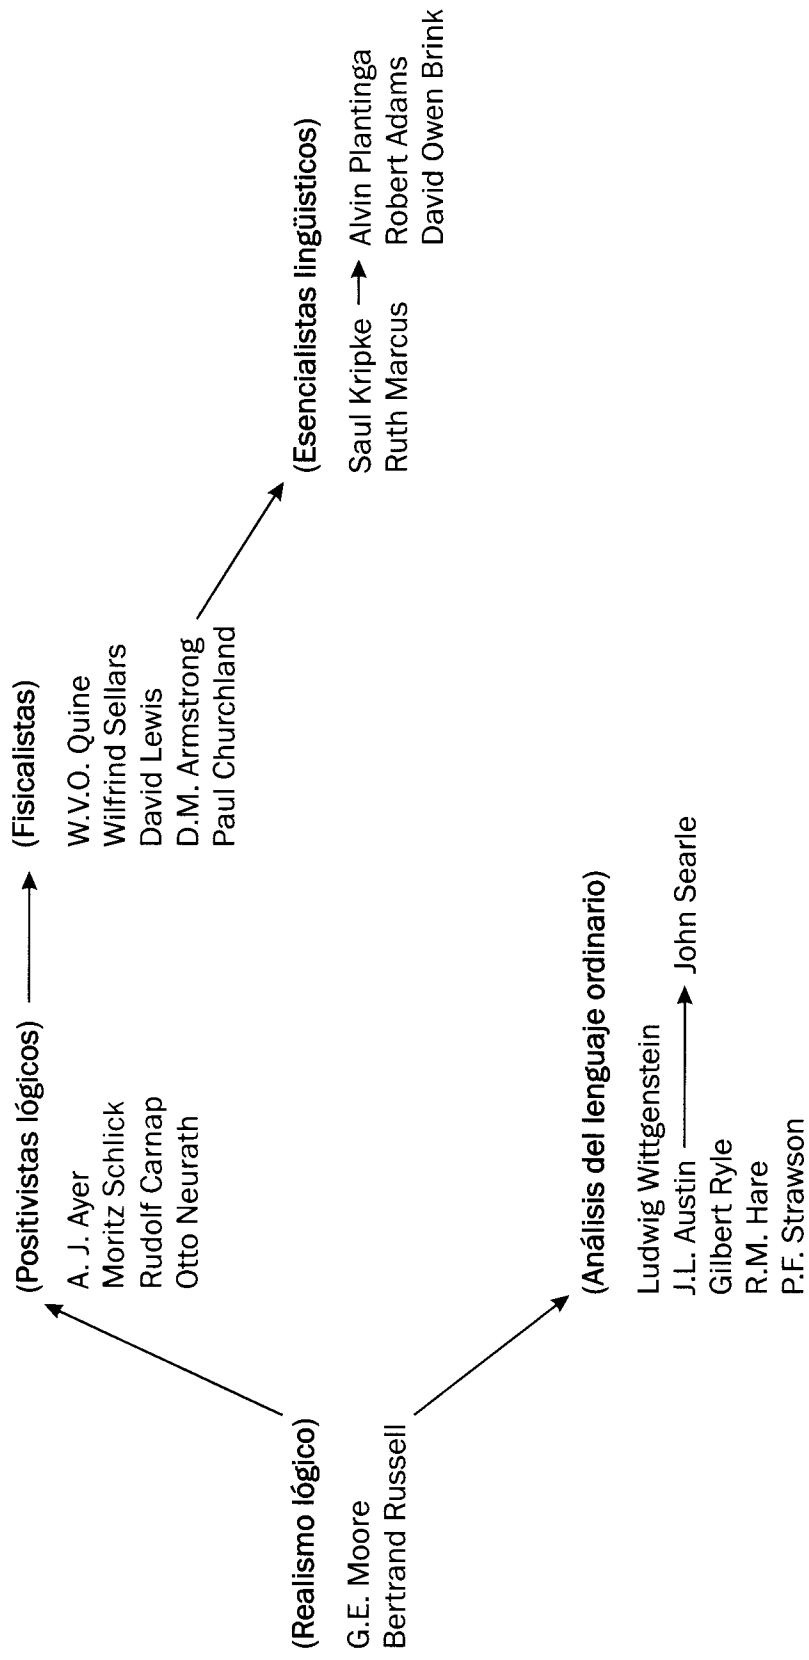 (Realismo lógico)
G.E. Moore
Bertrand Russell
(Positivistas lógicos)
A. J. Ayer
Moritz Schlick
Rudolf Carnap
Otto Neurath
(Fisicalistas)
W.V.O. Quine
Wilfrind Sellars
David Lewis
D.M. Armstrong
Paul Churchland
(Esencialistas lingüisticos)
Saul Kripke
Ruth Marcus
Alvin Plantinga
Robert Adams
David Owen Brink
(Análisis del lenguaje ordinario)
Ludwig Wittgenstein
J.L. Austin
Gilbert Ryle
R.M. Hare
P.F. Strawson
John Searle